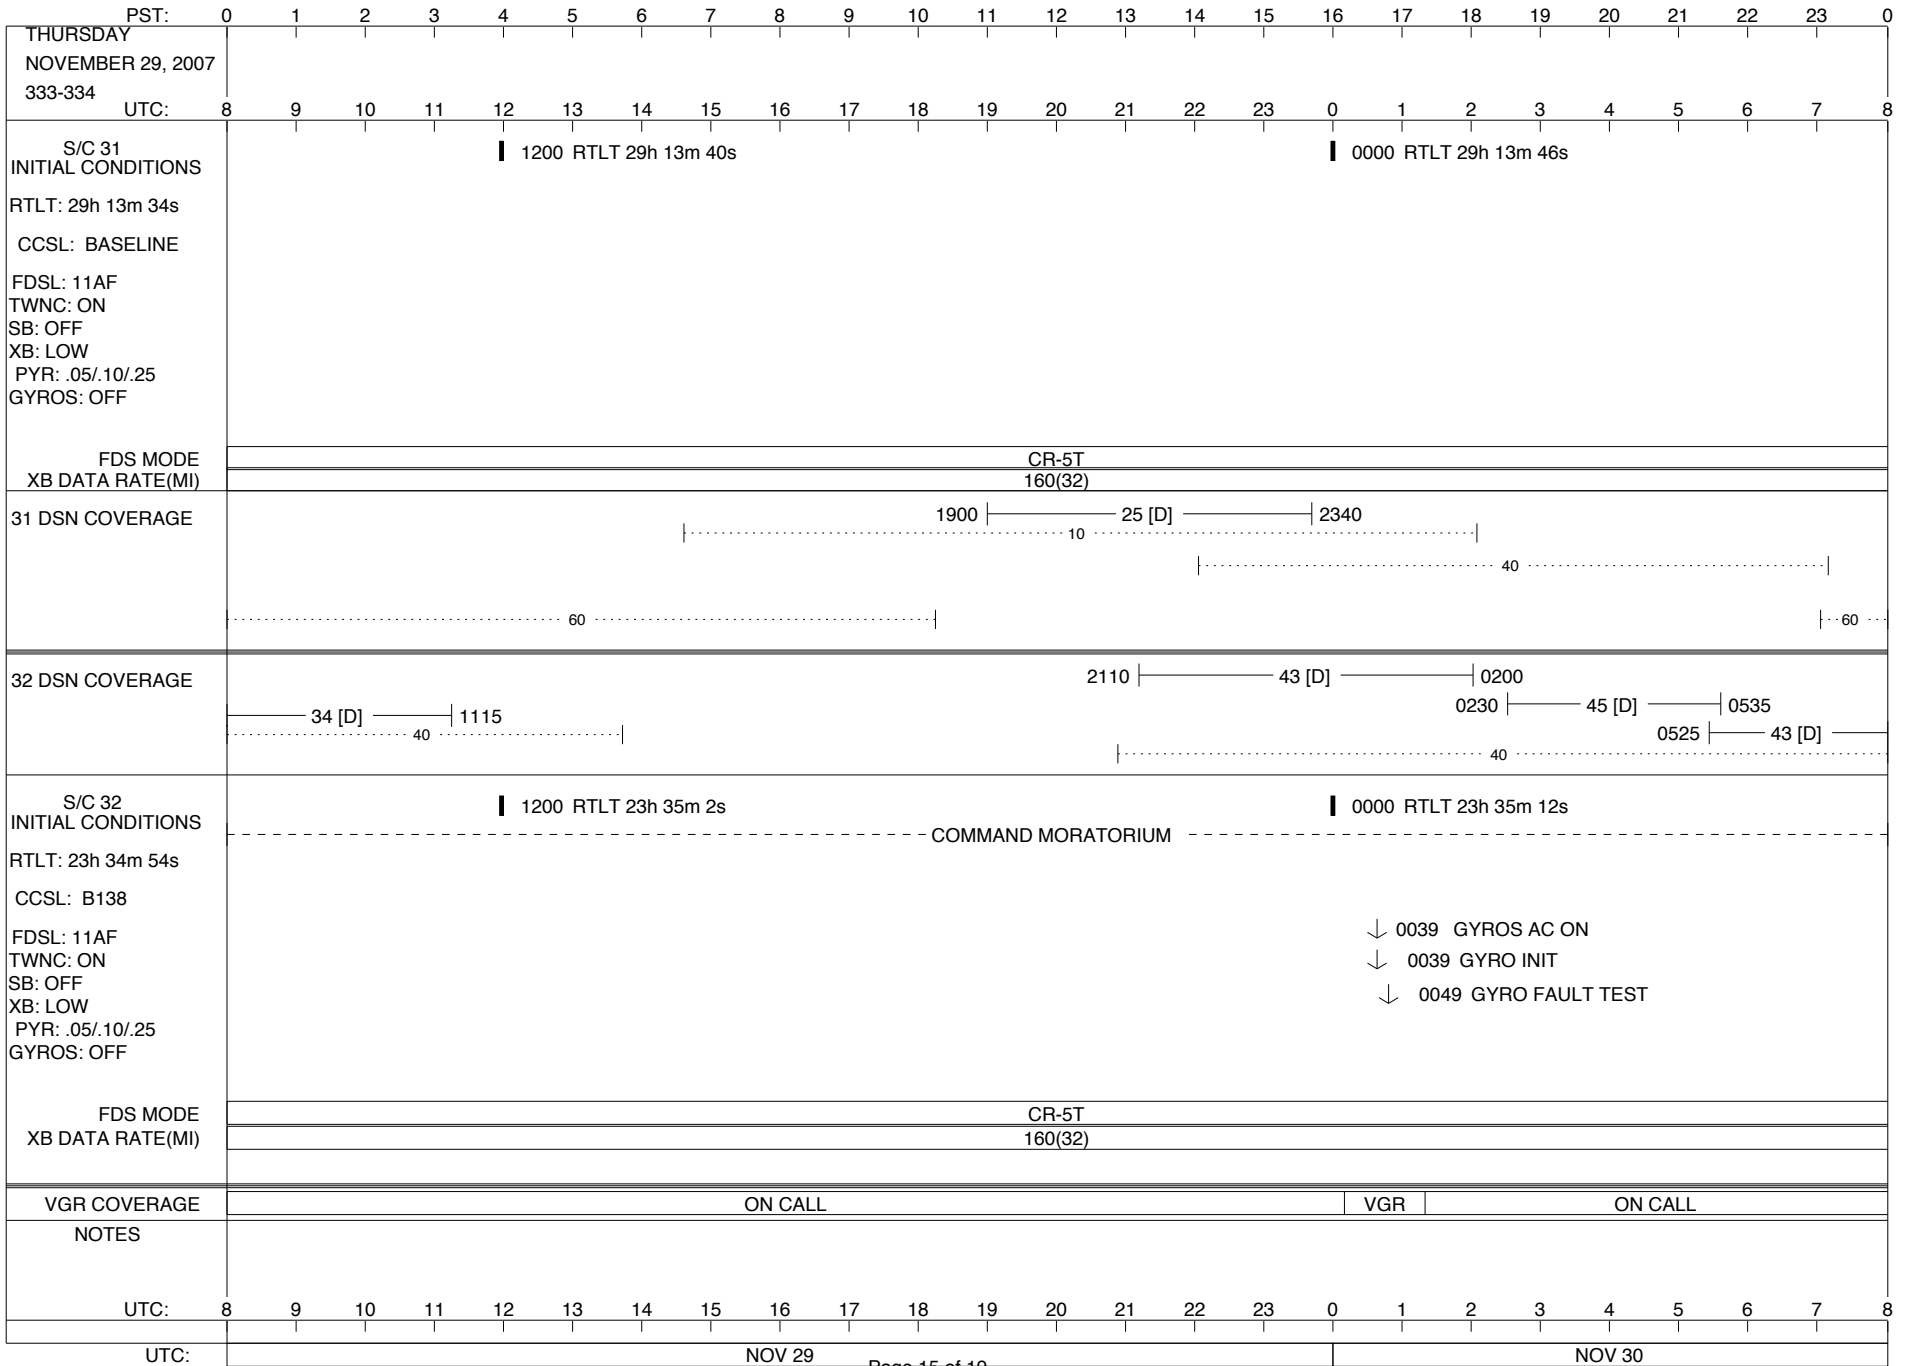 PST: 0 1 2 3 4 5 6 7 8 9 10 11 12 13 14 15 16 17 18 19 20 21 22 23 0
THURSDAY
NOVEMBER 29, 2007
333-334
UTC: 8 9 10 11 12 13 14 15 16 17 18 19 20 21 22 23 0 1 2 3 4 5 6 7 8
S/C 31
INITIAL CONDITIONS
1200 RTLT 29h 13m 40s
0000 RTLT 29h 13m 46s
RTLT: 29h 13m 34s
CCSL: BASELINE
FDSL: 11AF
TWNC: ON
SB: OFF
XB: LOW
PYR: .05/.10/.25
GYROS: OFF
FDS MODE CR-5T
XB DATA RATE(MI) 160(32)
31 DSN COVERAGE
1900 25 [D] 2340
10
40
60 60
32 DSN COVERAGE
2110 43 [D] 0200
0230 45 [D] 0535
34 [D] 1115
0525 43 [D]
40
40
S/C 32
INITIAL CONDITIONS
1200 RTLT 23h 35m 2s
0000 RTLT 23h 35m 12s
COMMAND MORATORIUM
RTLT: 23h 34m 54s
CCSL: B138
FDSL: 11AF
TWNC: ON
SB: OFF
XB: LOW
PYR: .05/.10/.25
GYROS: OFF
0039 GYROS AC ON
0039 GYRO INIT
0049 GYRO FAULT TEST
FDS MODE CR-5T
XB DATA RATE(MI) 160(32)
VGR COVERAGE ON CALL VGR ON CALL
NOTES
UTC: 8 9 10 11 12 13 14 15 16 17 18 19 20 21 22 23 0 1 2 3 4 5 6 7 8
UTC: NOV 29 NOV 30
Page 15 of 19